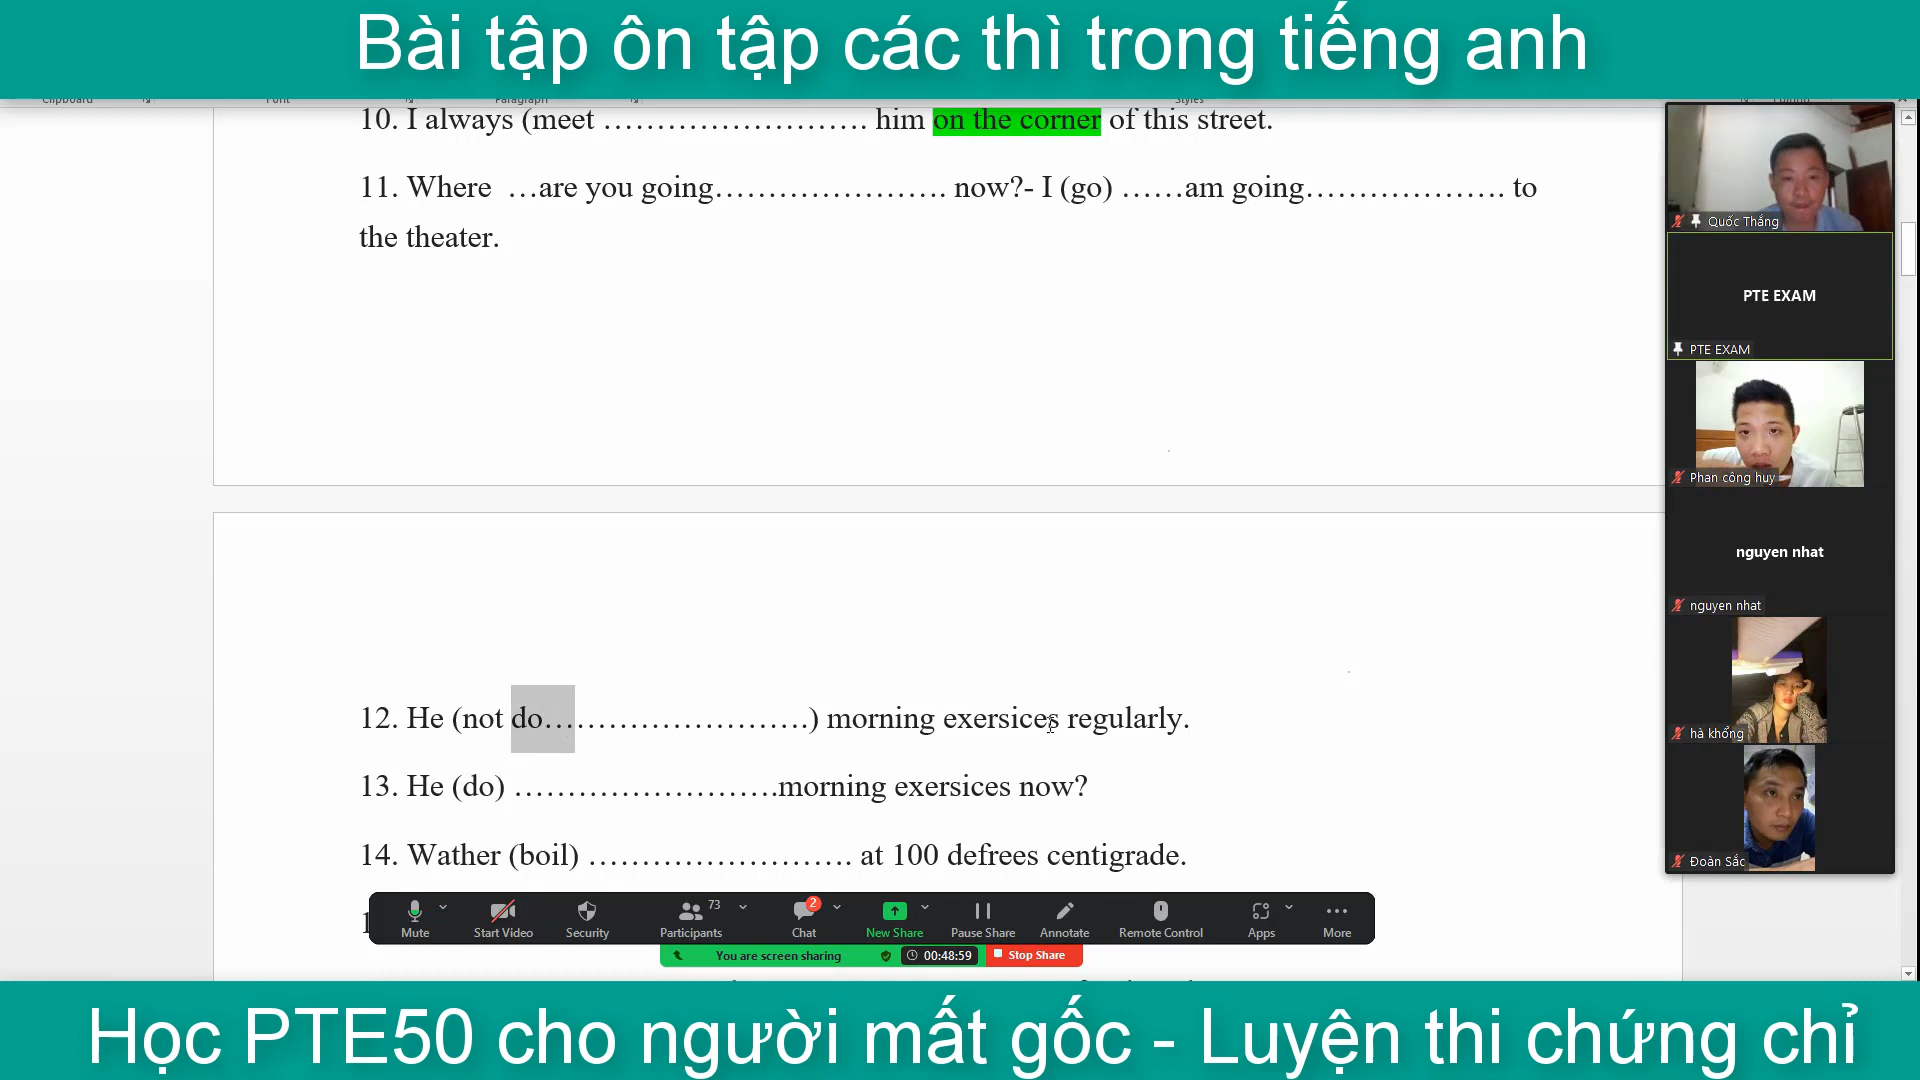 Bài tập ôn tập các thì trong tiếng anh
Clipboard Font Paragraph Styles Editing
10. I always (meet ……………………. him on the corner of this street.
11. Where …are you going…………………. now?- I (go) ……am going………………. to
the theater.
12. He (not do…………………….) morning exersices regularly.
13. He (do) …………………….morning exersices now?
14. Wather (boil) ……………………. at 100 defrees centigrade.
Quốc Thắng
PTE EXAM
PTE EXAM
Phan công huy
nguyen nhat
nguyen nhat
hà khổng
Đoàn Sắc
73
2
Mute Start Video Security Participants Chat New Share Pause Share Annotate Remote Control Apps More
You are screen sharing 00:48:59 Stop Share
Học PTE50 cho người mất gốc - Luyện thi chứng chỉ